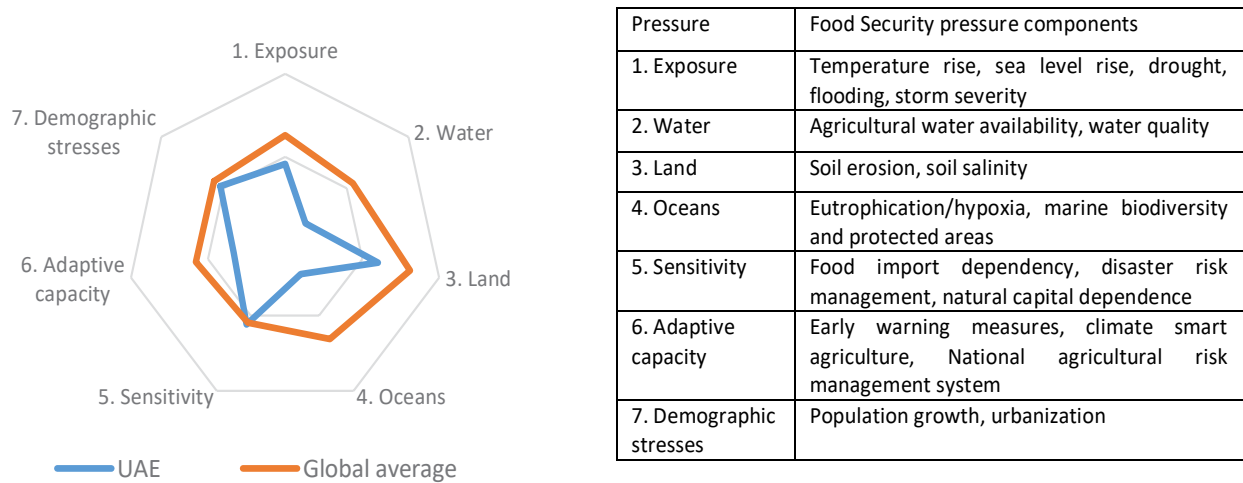 1. Exposure
2. Water
3. Land
4. Oceans
5. Sensitivity
6. Adaptive
capacity
7. Demographic
stresses
UAE
Global average
Pressure
Food Security pressure components
1. Exposure
Temperature rise, sea level rise, drought,
flooding, storm severity
2. Water
Agricultural water availability, water quality
3. Land
Soil erosion, soil salinity
4. Oceans
Eutrophication/hypoxia, marine biodiversity
and protected areas
5. Sensitivity
Food import dependency, disaster risk
management, natural capital dependence
6. Adaptive
capacity
Early warning measures, climate smart
agriculture, National agricultural risk
management system
7. Demographic
stresses
Population growth, urbanization